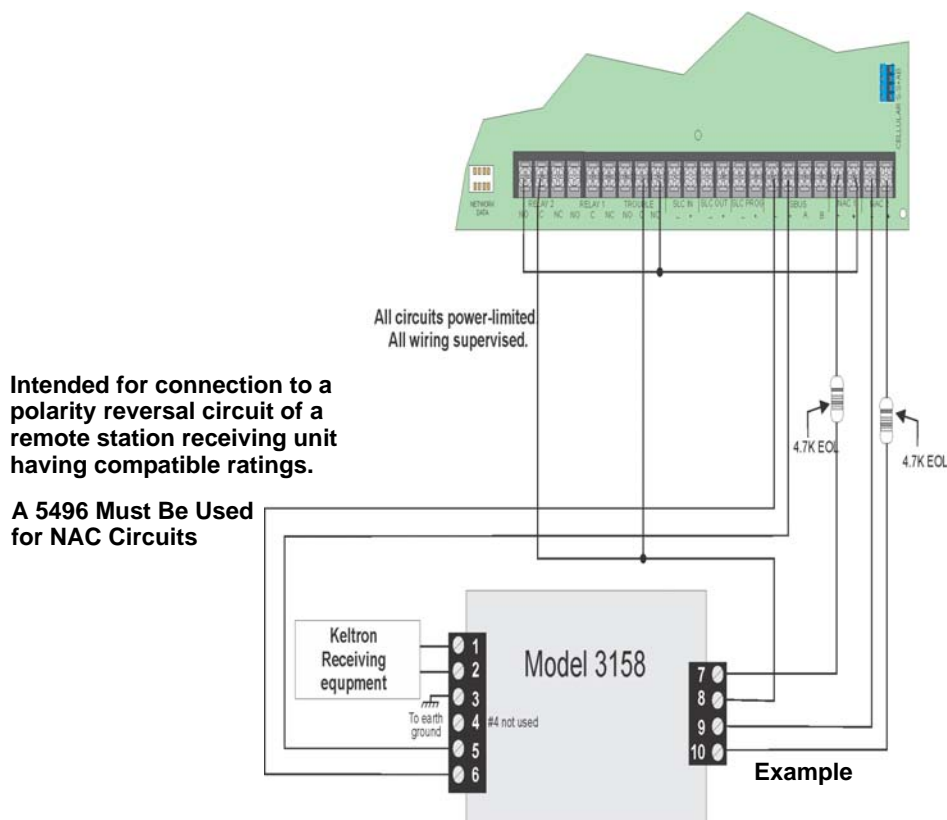 CELLULAR
NETWORK
DATA
RELAY 2
RELAY 1
TROUBLE
SLC IN
SLC OUT
SLC PROG
SBUS
NAC 1
NAC 2
NO C NC NO C NC NO C NC - + - + - + - + A B - + - +
All circuits power-limited.
All wiring supervised.
Intended for connection to a
polarity reversal circuit of a
remote station receiving unit
having compatible ratings.
A 5496 Must Be Used
for NAC Circuits
4.7K EOL
4.7K EOL
Keltron
Receiving
equpment
To earth
ground
1
2
3
4
#4 not used
5
6
Model 3158
7
8
9
10
Example